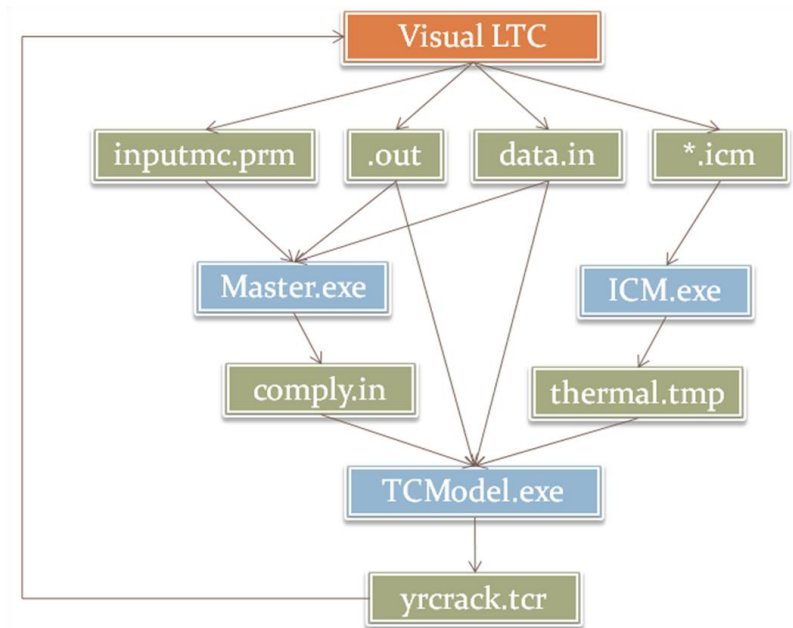 Visual LTC
inputmc.prm
.out
data.in
*.icm
Master.exe
ICM.exe
comply.in
thermal.tmp
TCModel.exe
yrcrack.tcr